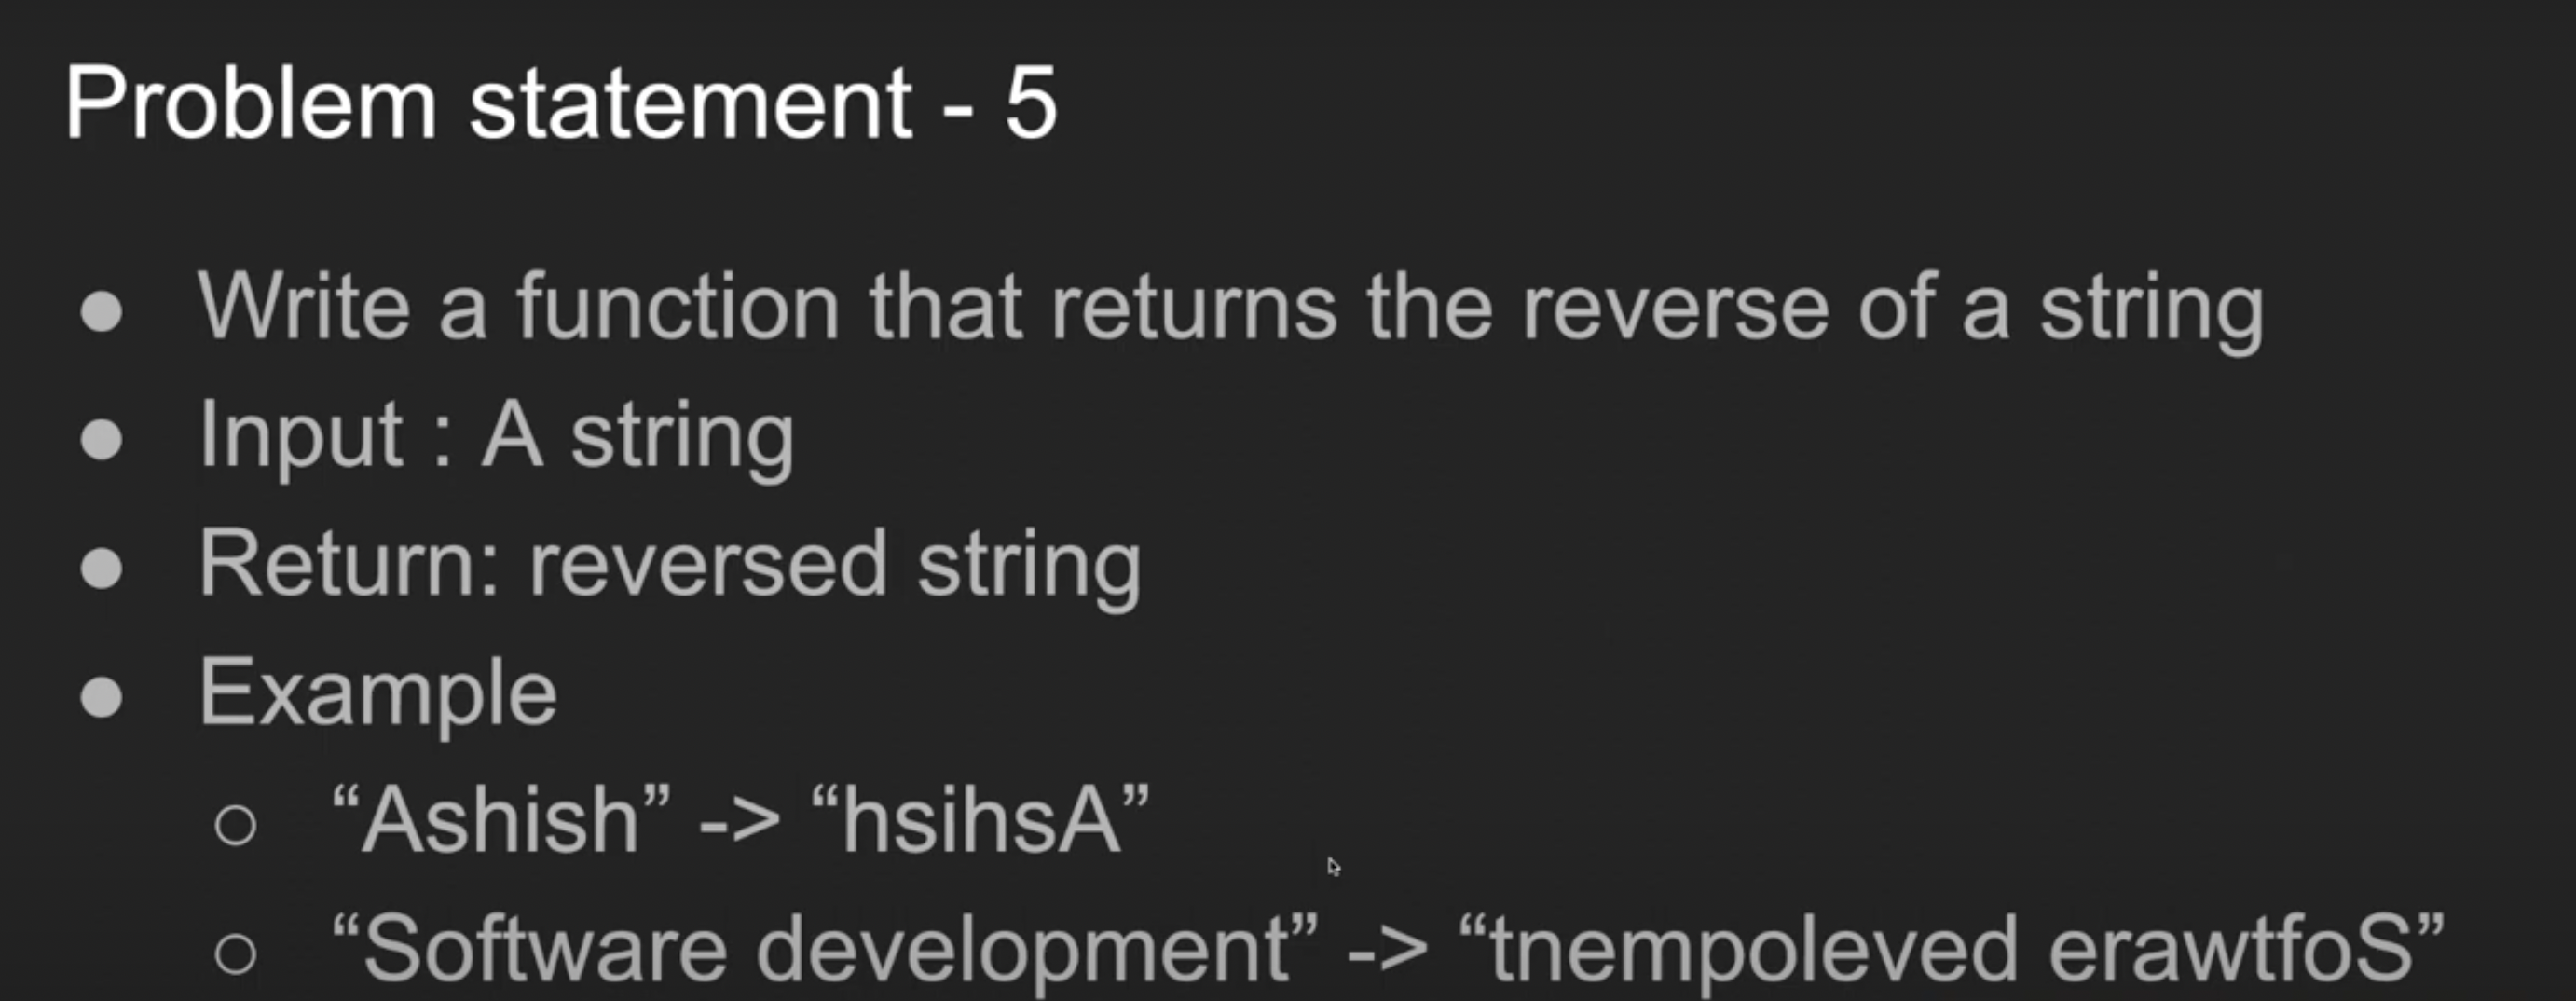 Problem statement - 5
● Write a function that returns the reverse of a string
● Input : A string
● Return: reversed string
● Example
○ “Ashish” -> “hsihsA”
○ “Software development” -> “tnempoleved erawtfoS”